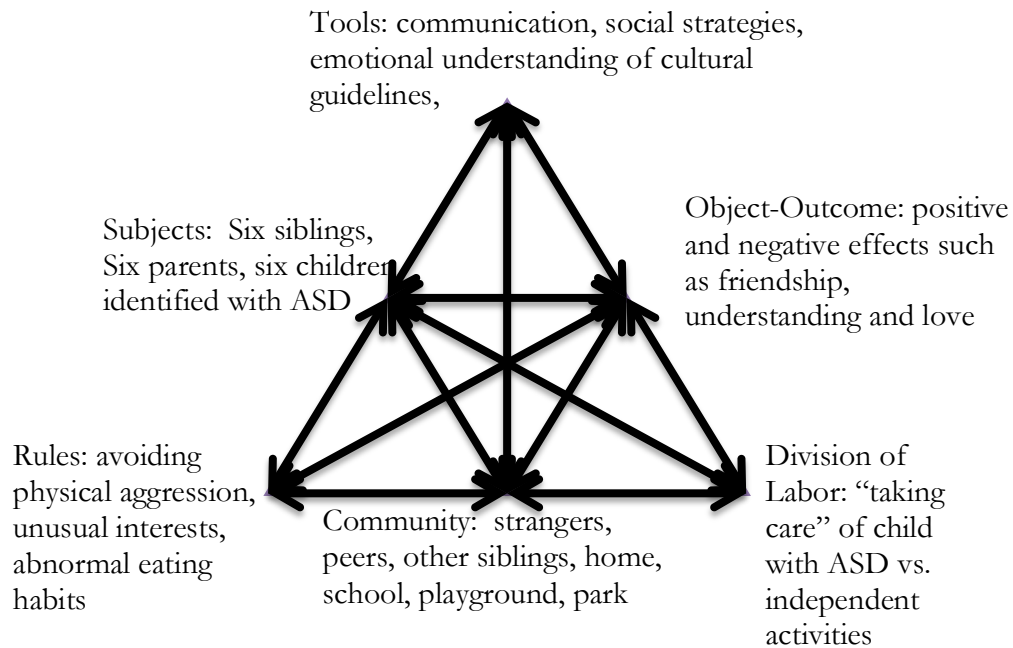 Tools: communication, social strategies,
emotional understanding of cultural
guidelines,
Subjects:  Six siblings,
Six parents, six children
identified with ASD
Object-Outcome: positive
and negative effects such
as friendship,
understanding and love
Rules: avoiding
physical aggression,
unusual interests,
abnormal eating
habits
Community:  strangers,
peers, other siblings, home,
school, playground, park
Division of
Labor: “taking
care” of child
with ASD vs.
independent
activities